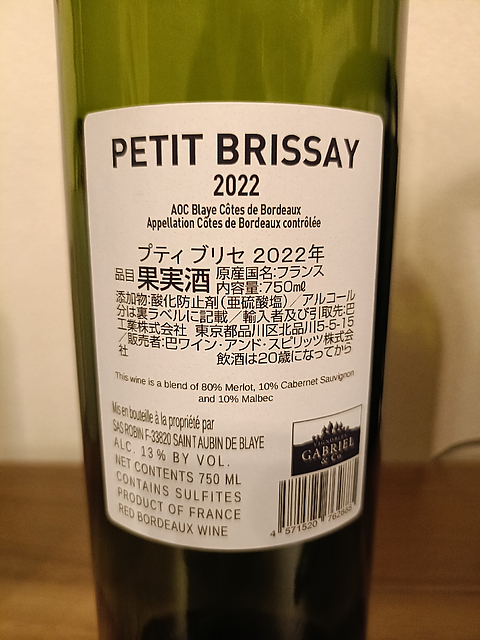 PETIT BRISSAY
2022
AOC Blaye Côtes de Bordeaux
Appellation Côtes de Bordeaux contrôlée
プティ ブリセ 2022年
品目 果実酒 原産国名:フランス
内容量:750mℓ
添加物:酸化防止剤(亜硫酸塩)／アルコール
分は裏ラベルに記載／輸入者及び引取先:巴
工業株式会社 東京都品川区北品川5-5-15
／販売者:巴ワイン・アンド・スピリッツ株式会
社 飲酒は20歳になってから
This wine is a blend of 80% Merlot, 10% Cabernet Sauvignon
and 10% Malbec
Mis en bouteille à la propriété par
SAS ROBIN F-33820 SAINT AUBIN DE BLAYE
ALC. 13% BY VOL.
NET CONTENTS 750 ML
CONTAINS SULFITES
PRODUCT OF FRANCE
RED BORDEAUX WINE
VIGNOBLES
GABRIEL
& Co
4 571520